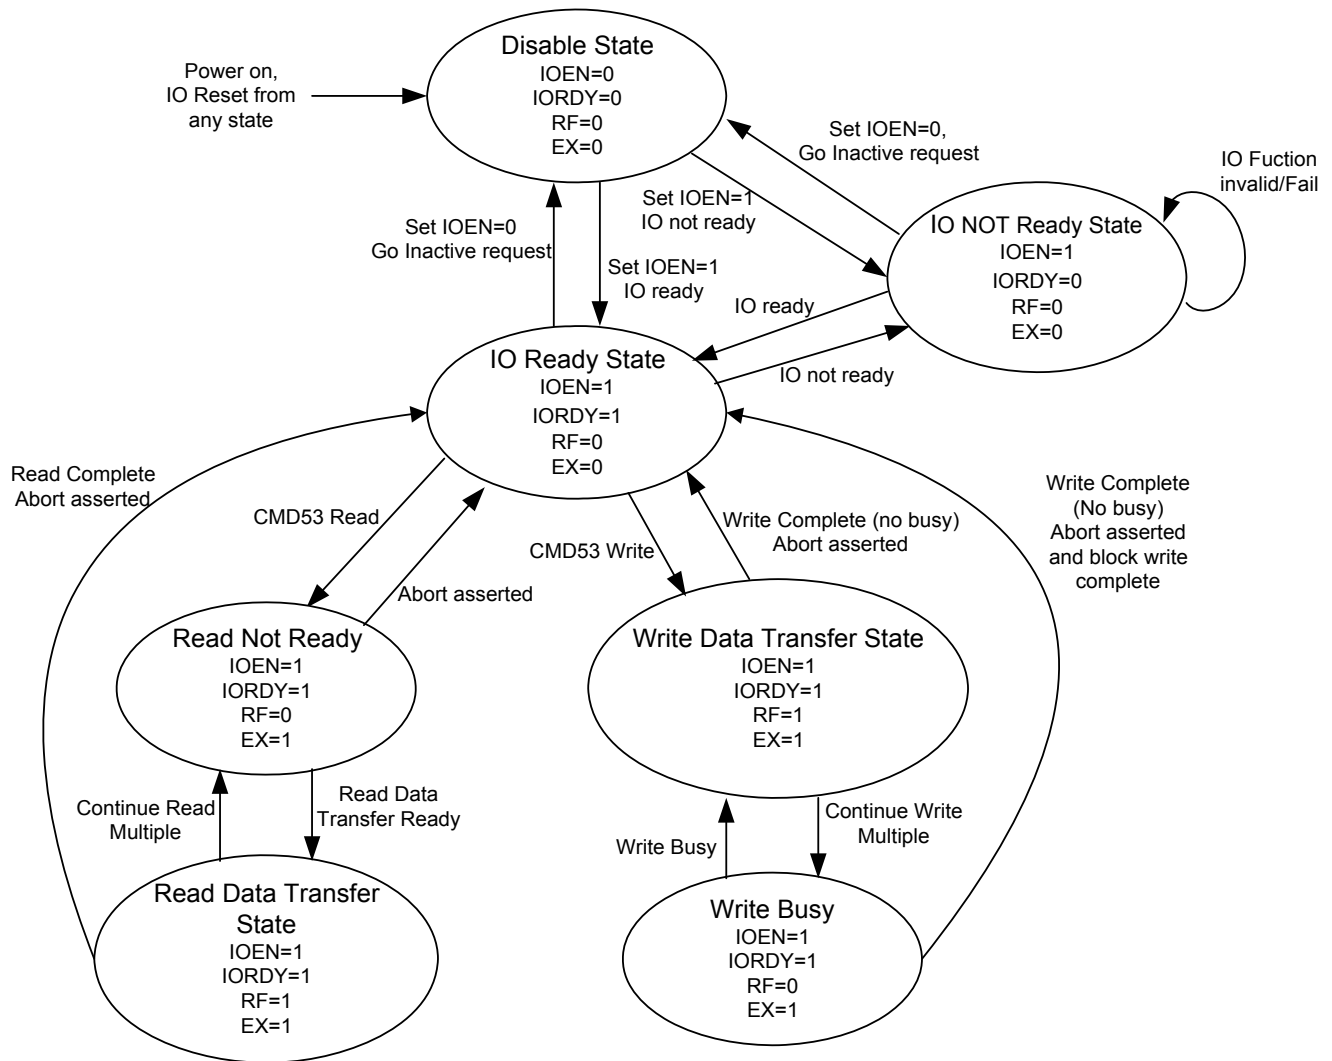 Disable State
IOEN=0
IORDY=0
RF=0
EX=0
Power on,
IO Reset from
any state
Set IOEN=0,
Go Inactive request
IO Fuction
invalid/Fail
Set IOEN=1
IO not ready
Set IOEN=0
Go Inactive request
Set IOEN=1
IO ready
IO NOT Ready State
IOEN=1
IORDY=0
RF=0
EX=0
IO ready
IO not ready
IO Ready State
IOEN=1
IORDY=1
RF=0
EX=0
Read Complete
Abort asserted
CMD53 Read
Abort asserted
CMD53 Write
Write Complete (no busy)
Abort asserted
Write Complete
(No busy)
Abort asserted
and block write
complete
Read Not Ready
IOEN=1
IORDY=1
RF=0
EX=1
Write Data Transfer State
IOEN=1
IORDY=1
RF=1
EX=1
Continue Read
Multiple
Read Data
Transfer Ready
Write Busy
Continue Write
Multiple
Read Data Transfer
State
IOEN=1
IORDY=1
RF=1
EX=1
Write Busy
IOEN=1
IORDY=1
RF=0
EX=1